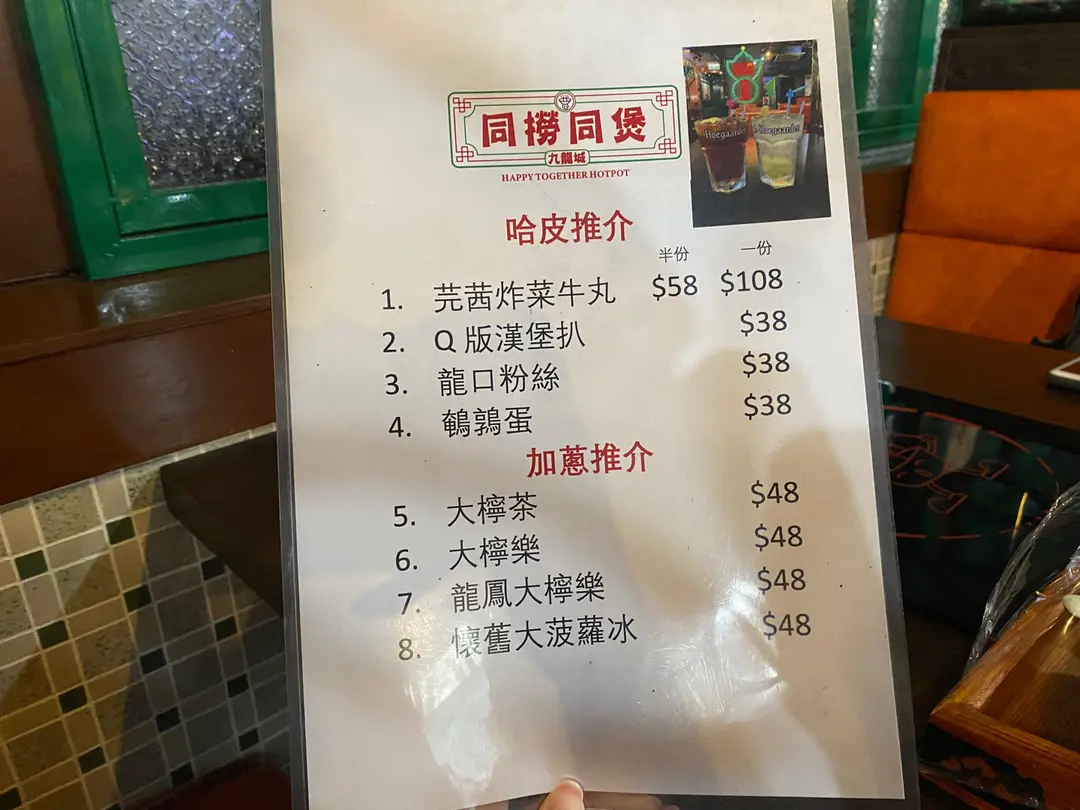 同撈同煲
九龍城
HAPPY TOGETHER HOTPOT
Hoegaarden Hoegaarden
哈皮推介
半份 一份
1. 芫茜炸菜牛丸 $58 $108
2. Q版漢堡扒 $38
3. 龍口粉絲 $38
4. 鵪鶉蛋 $38
加蔥推介
5. 大檸茶 $48
6. 大檸樂 $48
7. 龍鳳大檸樂 $48
8. 懷舊大菠蘿冰 $48